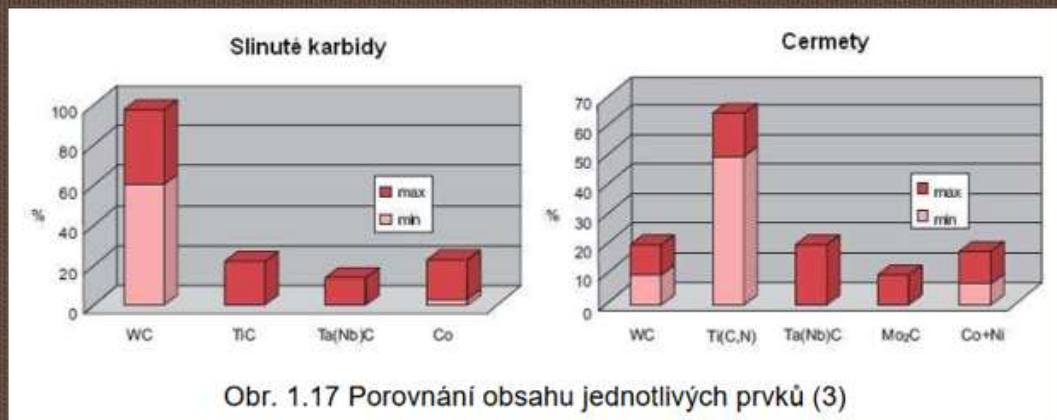 Slinuté karbidy
100
80
60
40
20
0
%
max
min
WC
TiC
Ta(Nb)C
Co
Cermety
70
60
50
40
30
20
10
0
%
max
min
WC
Ti(C,N)
Ta(Nb)C
Mo₂C
Co+Ni
Obr. 1.17 Porovnání obsahu jednotlivých prvků (3)